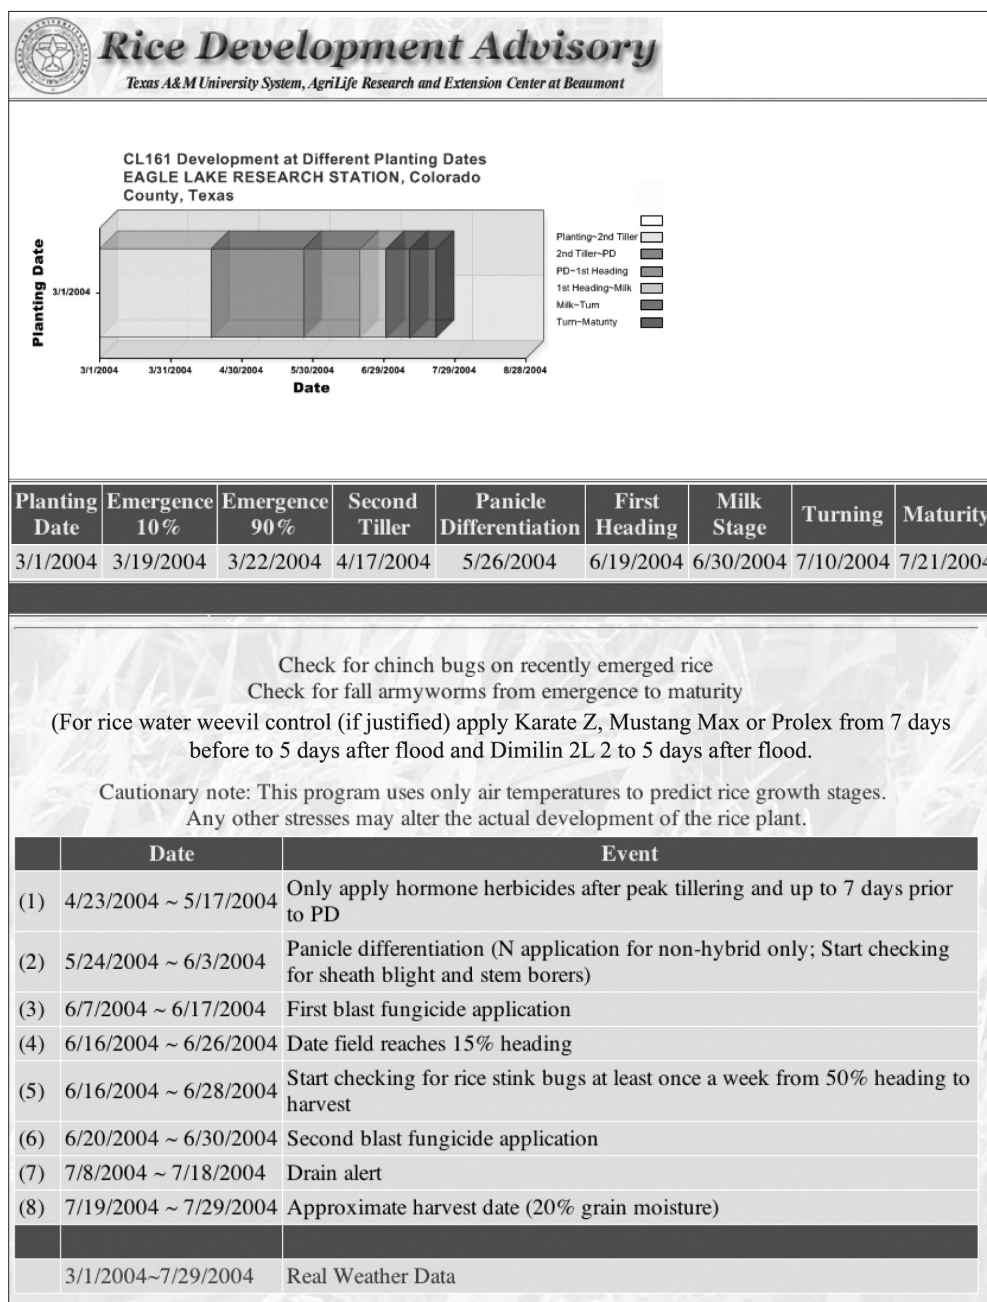 Rice Development Advisory
Texas A&M University System, AgriLife Research and Extension Center at Beaumont
CL161 Development at Different Planting Dates
EAGLE LAKE RESEARCH STATION, Colorado
County, Texas
Planting Date
3/1/2004
3/1/2004 3/31/2004 4/30/2004 5/30/2004 6/29/2004 7/29/2004 8/28/2004
Date
Planting~2nd Tiller
2nd Tiller~PD
PD~1st Heading
1st Heading~Milk
Milk~Turn
Turn~Maturity
Planting Date Emergence 10% Emergence 90% Second Tiller Panicle Differentiation First Heading Milk Stage Turning Maturity
3/1/2004 3/19/2004 3/22/2004 4/17/2004 5/26/2004 6/19/2004 6/30/2004 7/10/2004 7/21/2004
Check for chinch bugs on recently emerged rice
Check for fall armyworms from emergence to maturity
(For rice water weevil control (if justified) apply Karate Z, Mustang Max or Prolex from 7 days
before to 5 days after flood and Dimilin 2L 2 to 5 days after flood.
Cautionary note: This program uses only air temperatures to predict rice growth stages.
Any other stresses may alter the actual development of the rice plant.
Date Event
(1) 4/23/2004 ~ 5/17/2004 Only apply hormone herbicides after peak tillering and up to 7 days prior
to PD
(2) 5/24/2004 ~ 6/3/2004 Panicle differentiation (N application for non-hybrid only; Start checking
for sheath blight and stem borers)
(3) 6/7/2004 ~ 6/17/2004 First blast fungicide application
(4) 6/16/2004 ~ 6/26/2004 Date field reaches 15% heading
(5) 6/16/2004 ~ 6/28/2004 Start checking for rice stink bugs at least once a week from 50% heading to
harvest
(6) 6/20/2004 ~ 6/30/2004 Second blast fungicide application
(7) 7/8/2004 ~ 7/18/2004 Drain alert
(8) 7/19/2004 ~ 7/29/2004 Approximate harvest date (20% grain moisture)
3/1/2004~7/29/2004 Real Weather Data